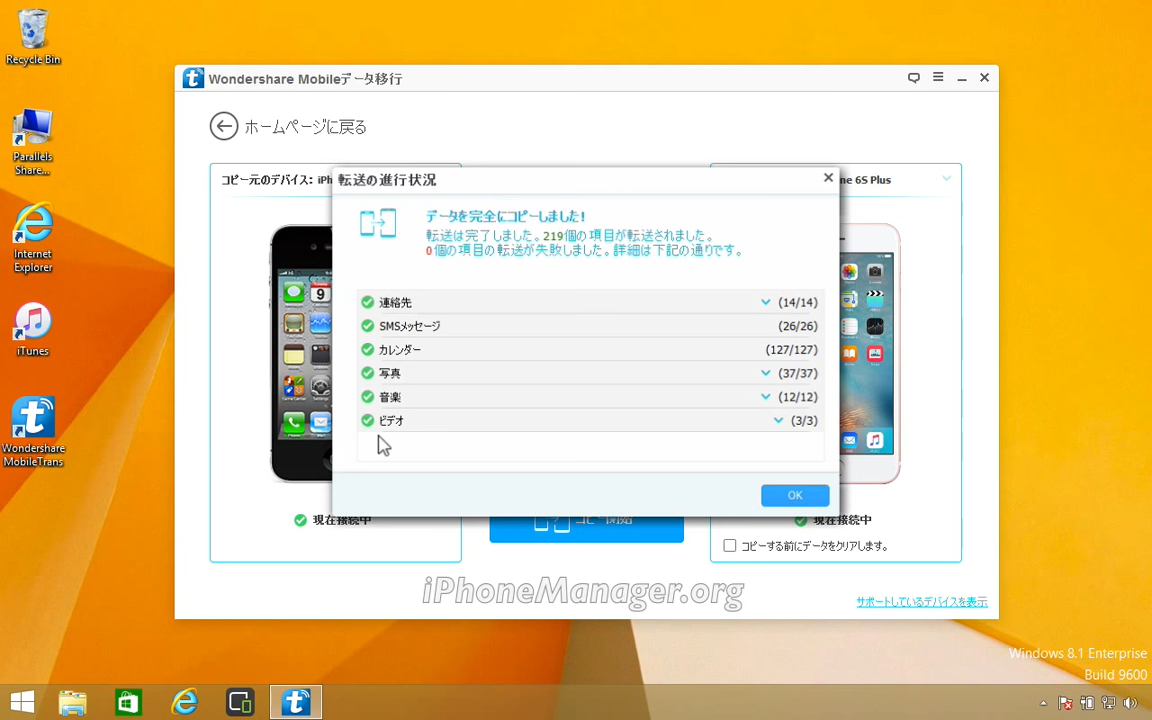 Recycle Bin
Parallels
Share...
Internet
Explorer
iTunes
Wondershare
MobileTrans
Wondershare Mobileデータ移行
ホームページに戻る
コピー元のデバイス: iPh
ne 6S Plus
転送の進行状況
データを完全にコピーしました!
転送は完了しました。219個の項目が転送されました。
0個の項目の転送が失敗しました。詳細は下記の通りです。
連絡先 (14/14)
SMSメッセージ (26/26)
カレンダー (127/127)
写真 (37/37)
音楽 (12/12)
ビデオ (3/3)
OK
9
現在接続中
コピー開始
現在接続中
コピーする前にデータをクリアします。
iPhoneManager.org
サポートしているデバイスを表示
Windows 8.1 Enterprise
Build 9600